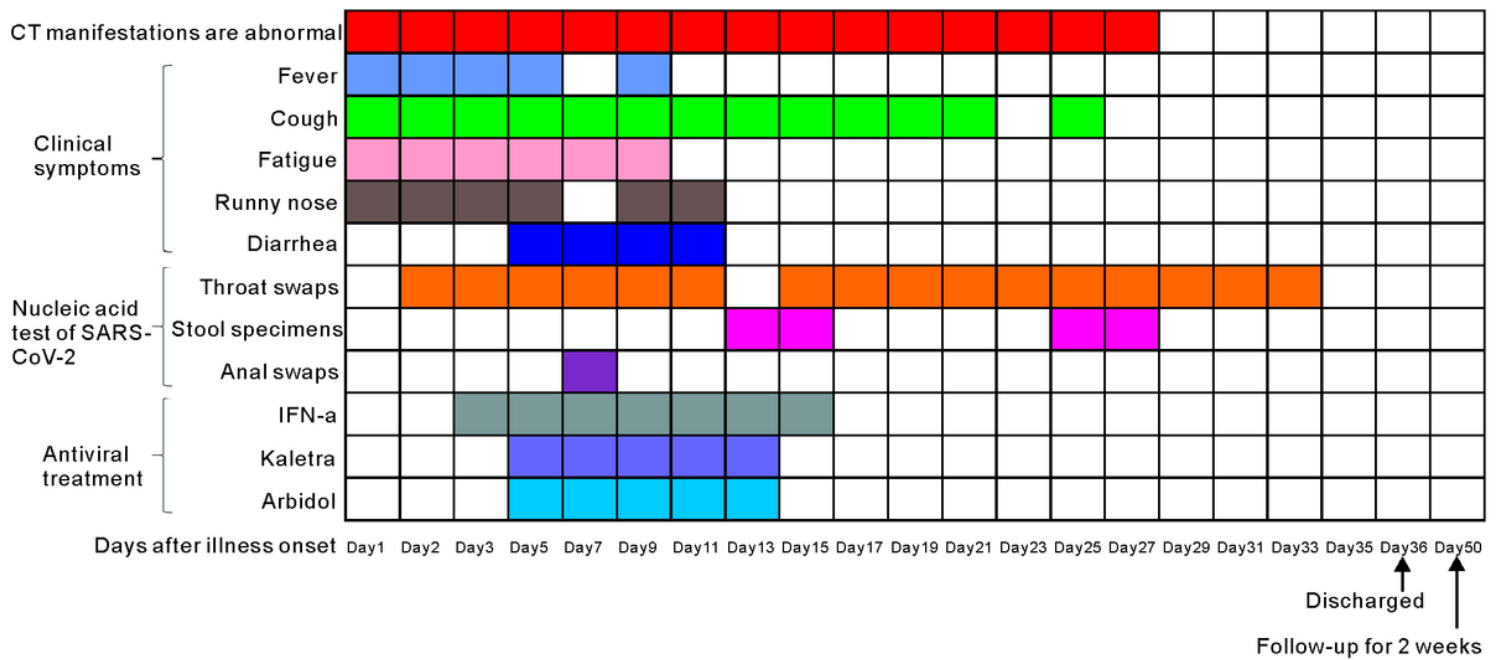 CT manifestations are abnormal
Clinical
symptoms
Fever
Cough
Fatigue
Runny nose
Diarrhea
Nucleic acid
test of SARS-
CoV-2
Throat swaps
Stool specimens
Anal swaps
Antiviral
treatment
IFN-a
Kaletra
Arbidol
Days after illness onset Day1 Day2 Day3 Day5 Day7 Day9 Day11 Day13 Day15 Day17 Day19 Day21 Day23 Day25 Day27 Day29 Day31 Day33 Day35 Day36 Day50
Discharged
Follow-up for 2 weeks